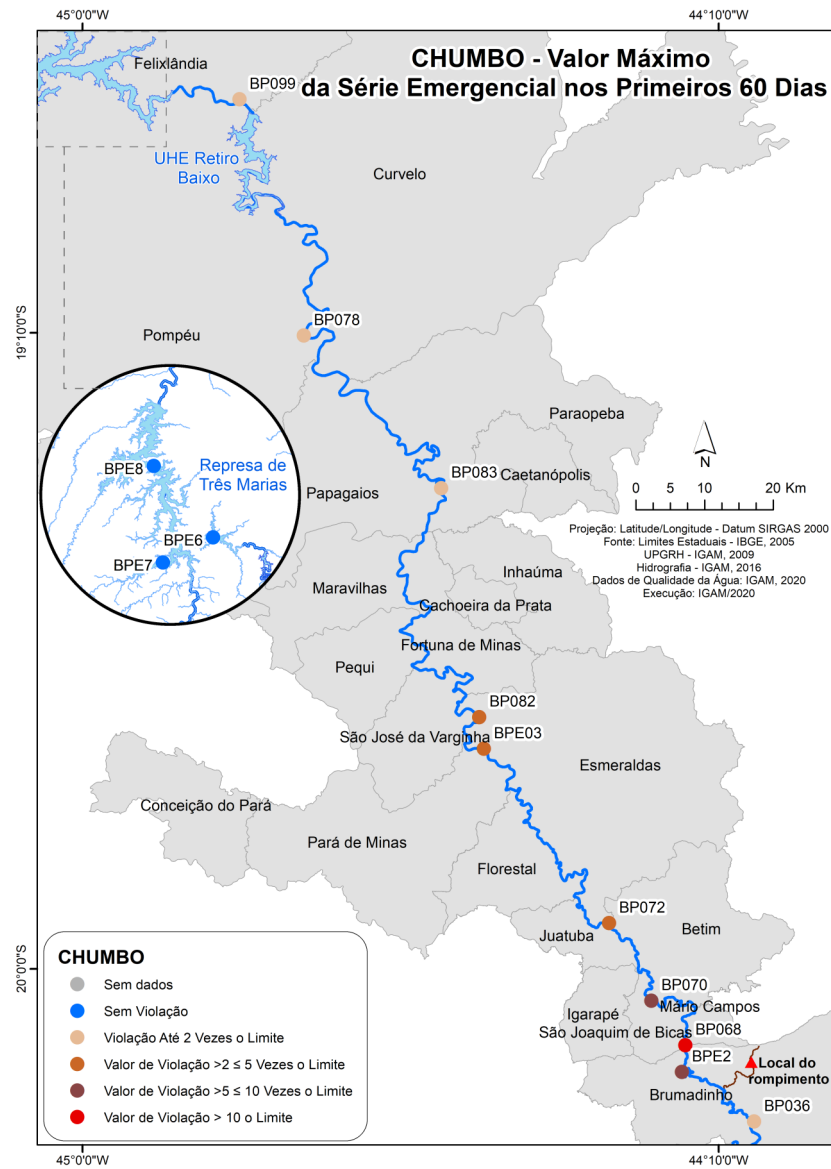 45°0'0"W
44°10'0"W
CHUMBO - Valor Máximo
da Série Emergencial nos Primeiros 60 Dias
Felixlândia
BP099
UHE Retiro
Baixo
Curvelo
19°10'0"S
BP078
Pompéu
Paraopeba
N
BP083
Caetanópolis
BPE8
Represa de
Três Marias
Papagaios
0 5 10 20 Km
BPE6
BPE7
Projeção: Latitude/Longitude - Datum SIRGAS 2000
Fonte: Limites Estaduais - IBGE, 2005
UPGRH - IGAM, 2009
Hidrografia - IGAM, 2016
Dados de Qualidade da Água: IGAM, 2020
Execução: IGAM/2020
Inhaúma
Maravilhas
Cachoeira da Prata
Fortuna de Minas
Pequi
BP082
São José da Varginha
BPE03
Esmeraldas
Conceição do Pará
Pará de Minas
Florestal
BP072
Juatuba
Betim
20°0'0"S
BP070
Mário Campos
Igarapé
São Joaquim de Bicas
BP068
BPE2
Local do
rompimento
Brumadinho
BP036
CHUMBO
Sem dados
Sem Violação
Violação Até 2 Vezes o Limite
Valor de Violação >2 ≤ 5 Vezes o Limite
Valor de Violação >5 ≤ 10 Vezes o Limite
Valor de Violação > 10 o Limite
45°0'0"W
44°10'0"W